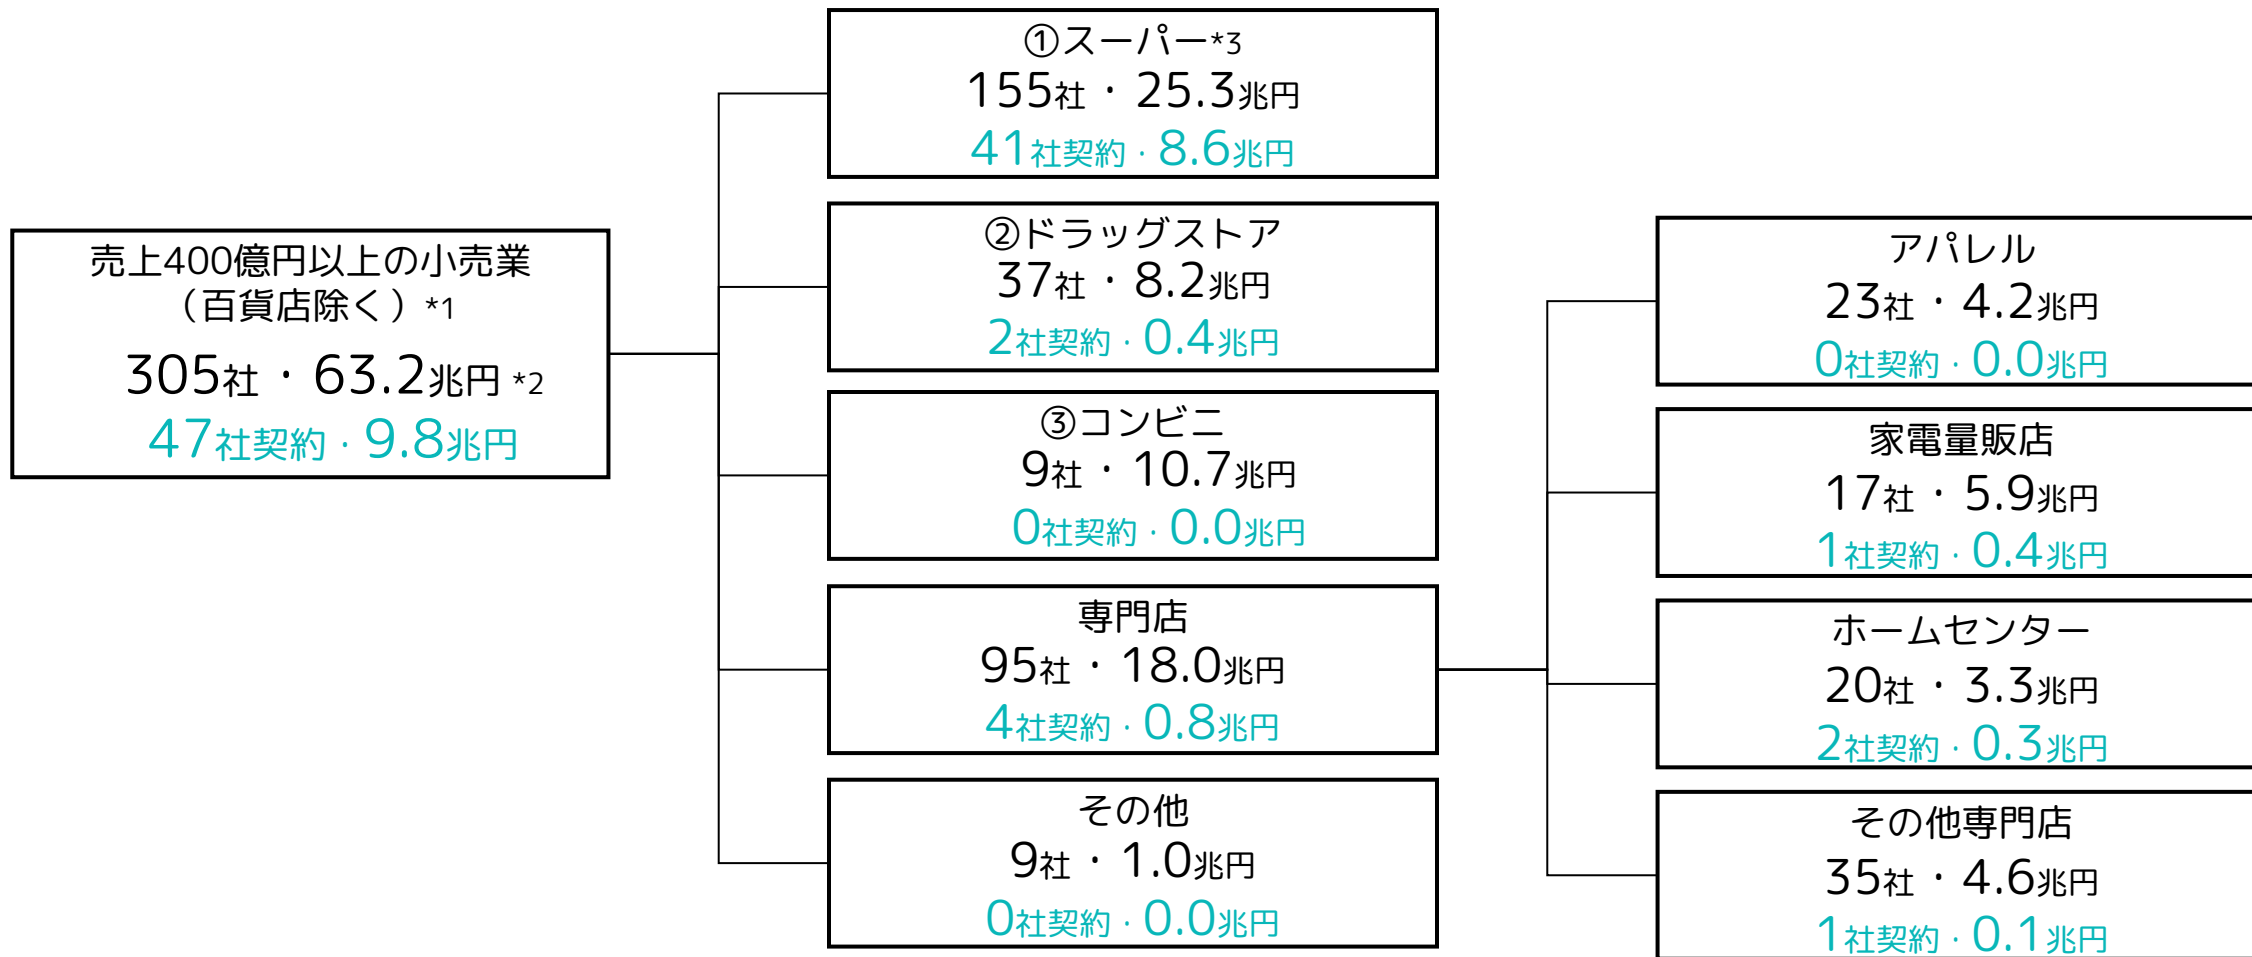 売上400億円以上の小売業
（百貨店除く）*1
305社・63.2兆円 *2
47社契約・9.8兆円
①スーパー*3
155社・25.3兆円
41社契約・8.6兆円
②ドラッグストア
37社・8.2兆円
2社契約・0.4兆円
③コンビニ
9社・10.7兆円
0社契約・0.0兆円
専門店
95社・18.0兆円
4社契約・0.8兆円
その他
9社・1.0兆円
0社契約・0.0兆円
アパレル
23社・4.2兆円
0社契約・0.0兆円
家電量販店
17社・5.9兆円
1社契約・0.4兆円
ホームセンター
20社・3.3兆円
2社契約・0.3兆円
その他専門店
35社・4.6兆円
1社契約・0.1兆円